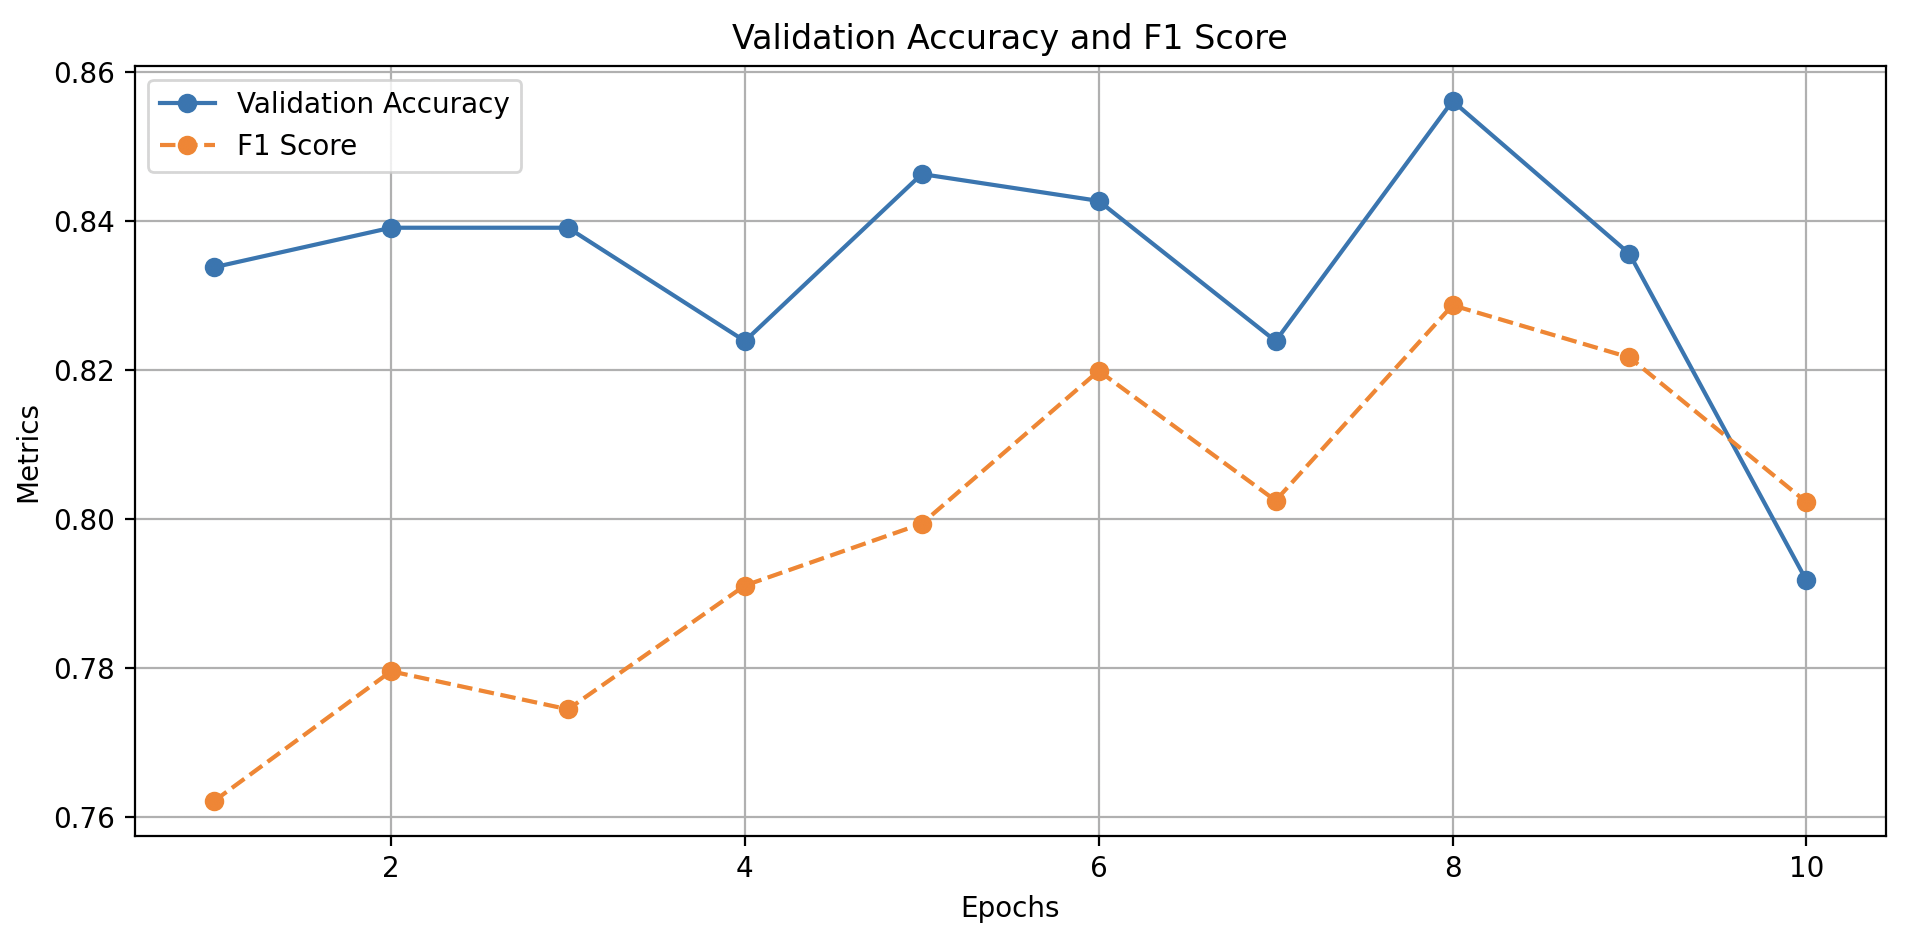 Validation Accuracy and F1 Score
Validation Accuracy
F1 Score
0.86
0.84
0.82
0.80
0.78
0.76
Metrics
2 4 6 8 10
Epochs